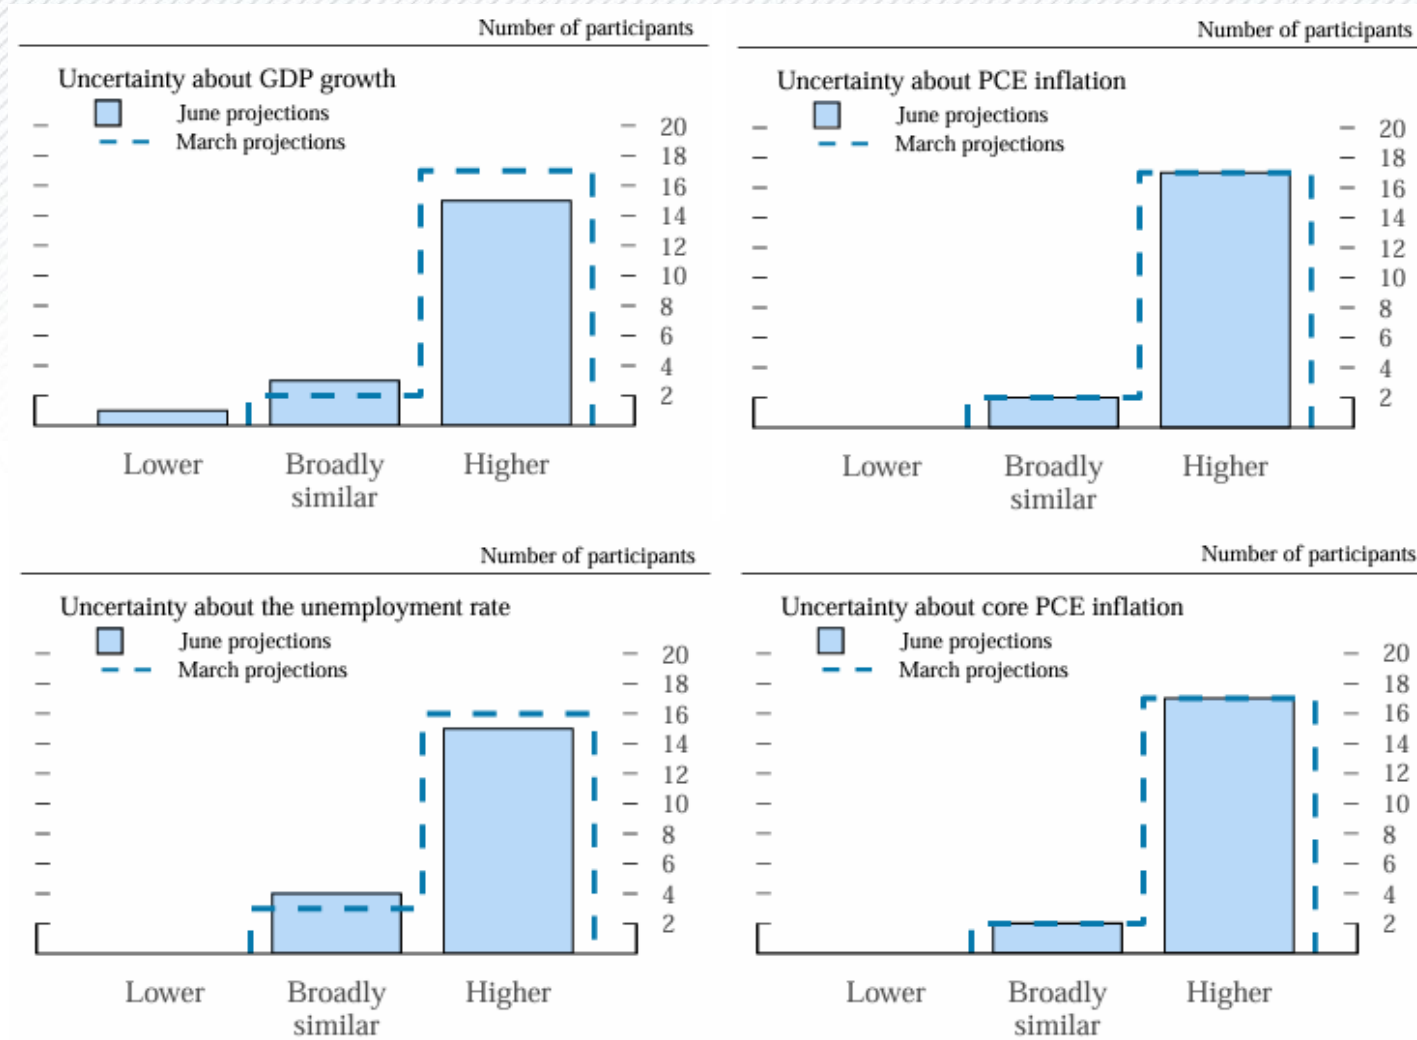 Number of participants
Uncertainty about GDP growth
June projections
March projections
20
18
16
14
12
10
8
6
4
2
Lower
Broadly
similar
Higher
Number of participants
Uncertainty about PCE inflation
June projections
March projections
20
18
16
14
12
10
8
6
4
2
Lower
Broadly
similar
Higher
Number of participants
Uncertainty about the unemployment rate
June projections
March projections
20
18
16
14
12
10
8
6
4
2
Lower
Broadly
similar
Higher
Number of participants
Uncertainty about core PCE inflation
June projections
March projections
20
18
16
14
12
10
8
6
4
2
Lower
Broadly
similar
Higher